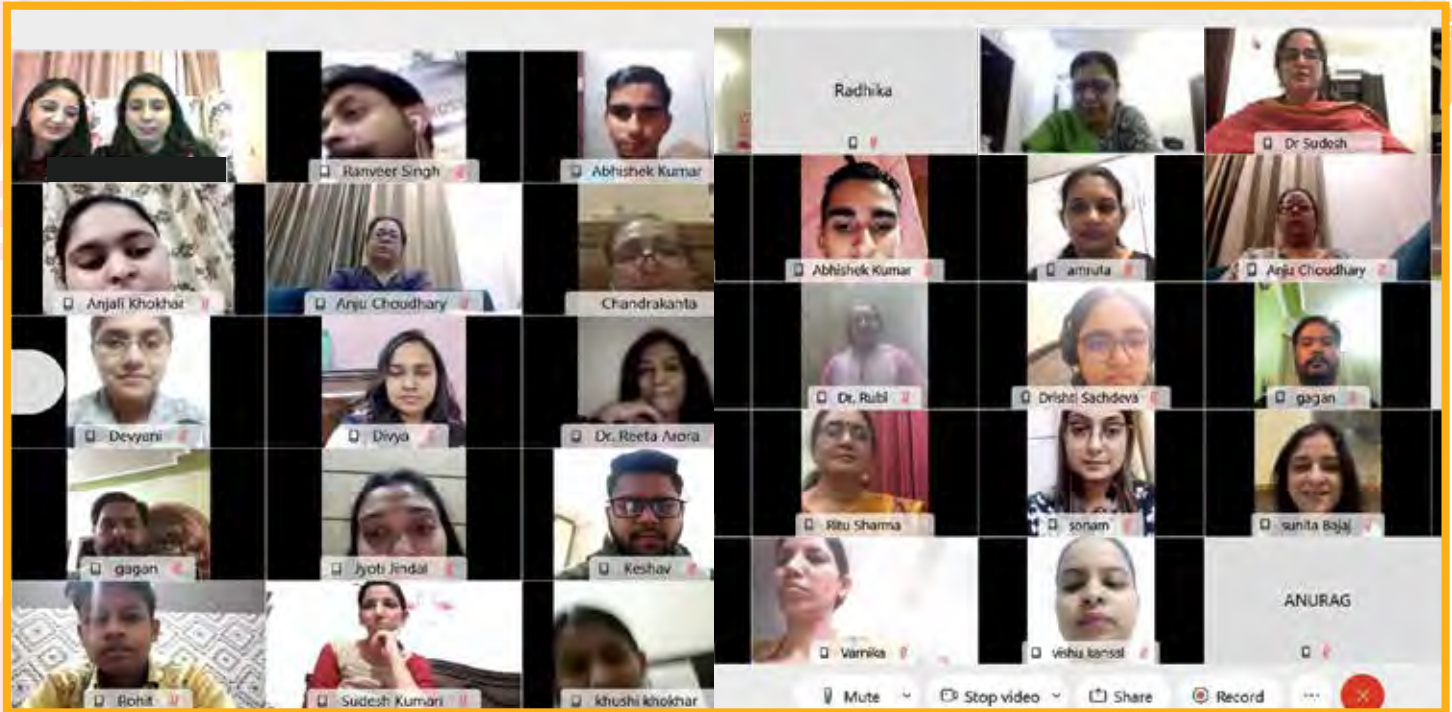 Ranveer Singh
Abhishek Kumar
Anjali Khokhar
Anju Choudhary
Chandrakanta
Devyani
Divya
Dr. Reeta Arora
gagan
Jyoti Jindal
Keshav
Rohit
Sudesh Kumari
khushi khokhar
Radhika
Dr Sudesh
Abhishek Kumar
amruta
Anju Choudhary
Dr. Rubi
Drishti Sachdeva
gagan
Ritu Sharma
sonam
sunita Bajaj
Varnika
vishu kansal
ANURAG
Mute
Stop video
Share
Record